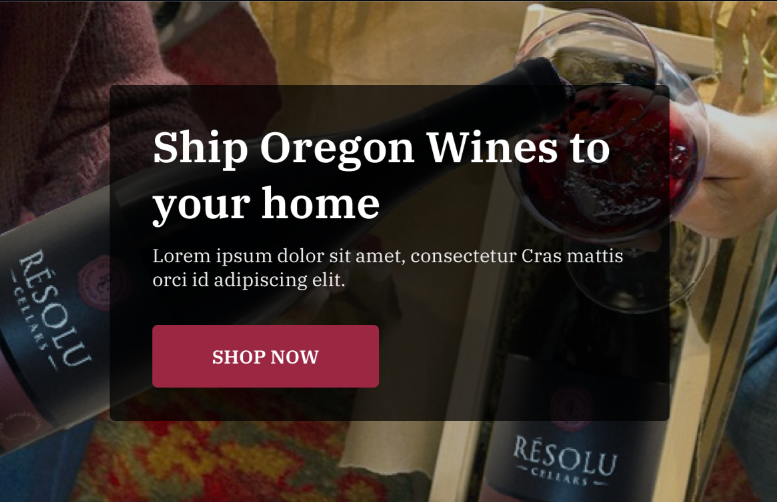 Ship Oregon Wines to
your home
Lorem ipsum dolor sit amet, consectetur Cras mattis
orci id adipiscing elit.
SHOP NOW
RÉSOLU
CELLARS
RÉSOLU
CELLARS